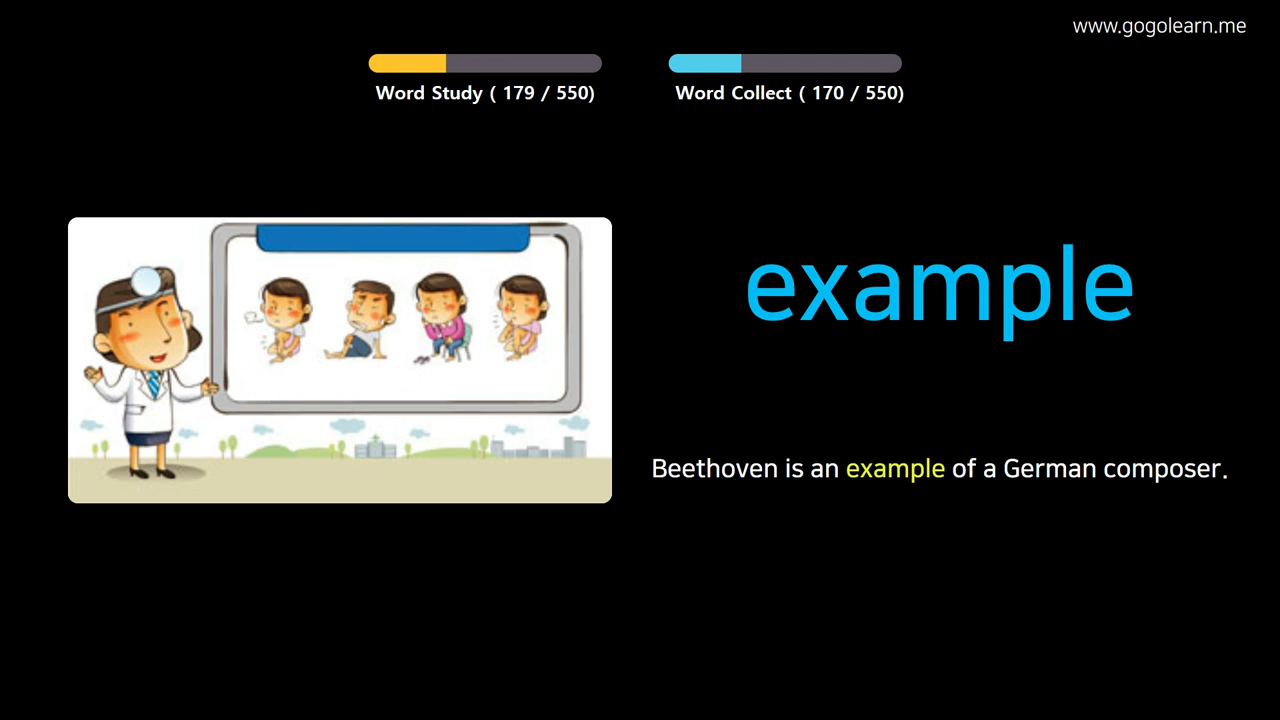 www.gogolearn.me
Word Study ( 179 / 550)
Word Collect ( 170 / 550)
example
Beethoven is an example of a German composer.